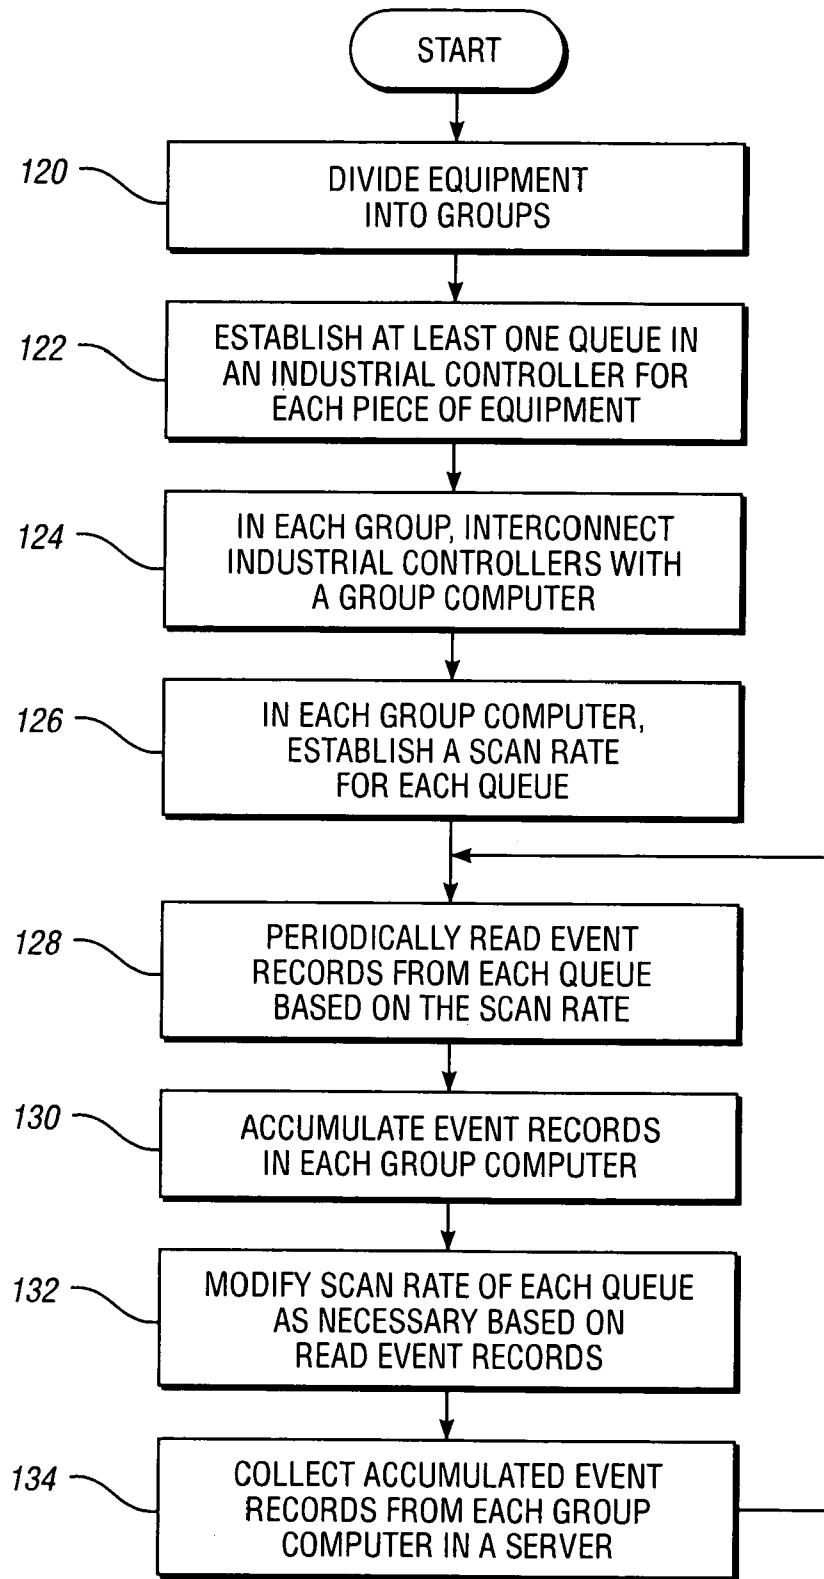 START
120
DIVIDE EQUIPMENT
INTO GROUPS
122
ESTABLISH AT LEAST ONE QUEUE IN
AN INDUSTRIAL CONTROLLER FOR
EACH PIECE OF EQUIPMENT
124
IN EACH GROUP, INTERCONNECT
INDUSTRIAL CONTROLLERS WITH
A GROUP COMPUTER
126
IN EACH GROUP COMPUTER,
ESTABLISH A SCAN RATE
FOR EACH QUEUE
128
PERIODICALLY READ EVENT
RECORDS FROM EACH QUEUE
BASED ON THE SCAN RATE
130
ACCUMULATE EVENT RECORDS
IN EACH GROUP COMPUTER
132
MODIFY SCAN RATE OF EACH QUEUE
AS NECESSARY BASED ON
READ EVENT RECORDS
134
COLLECT ACCUMULATED EVENT
RECORDS FROM EACH GROUP
COMPUTER IN A SERVER